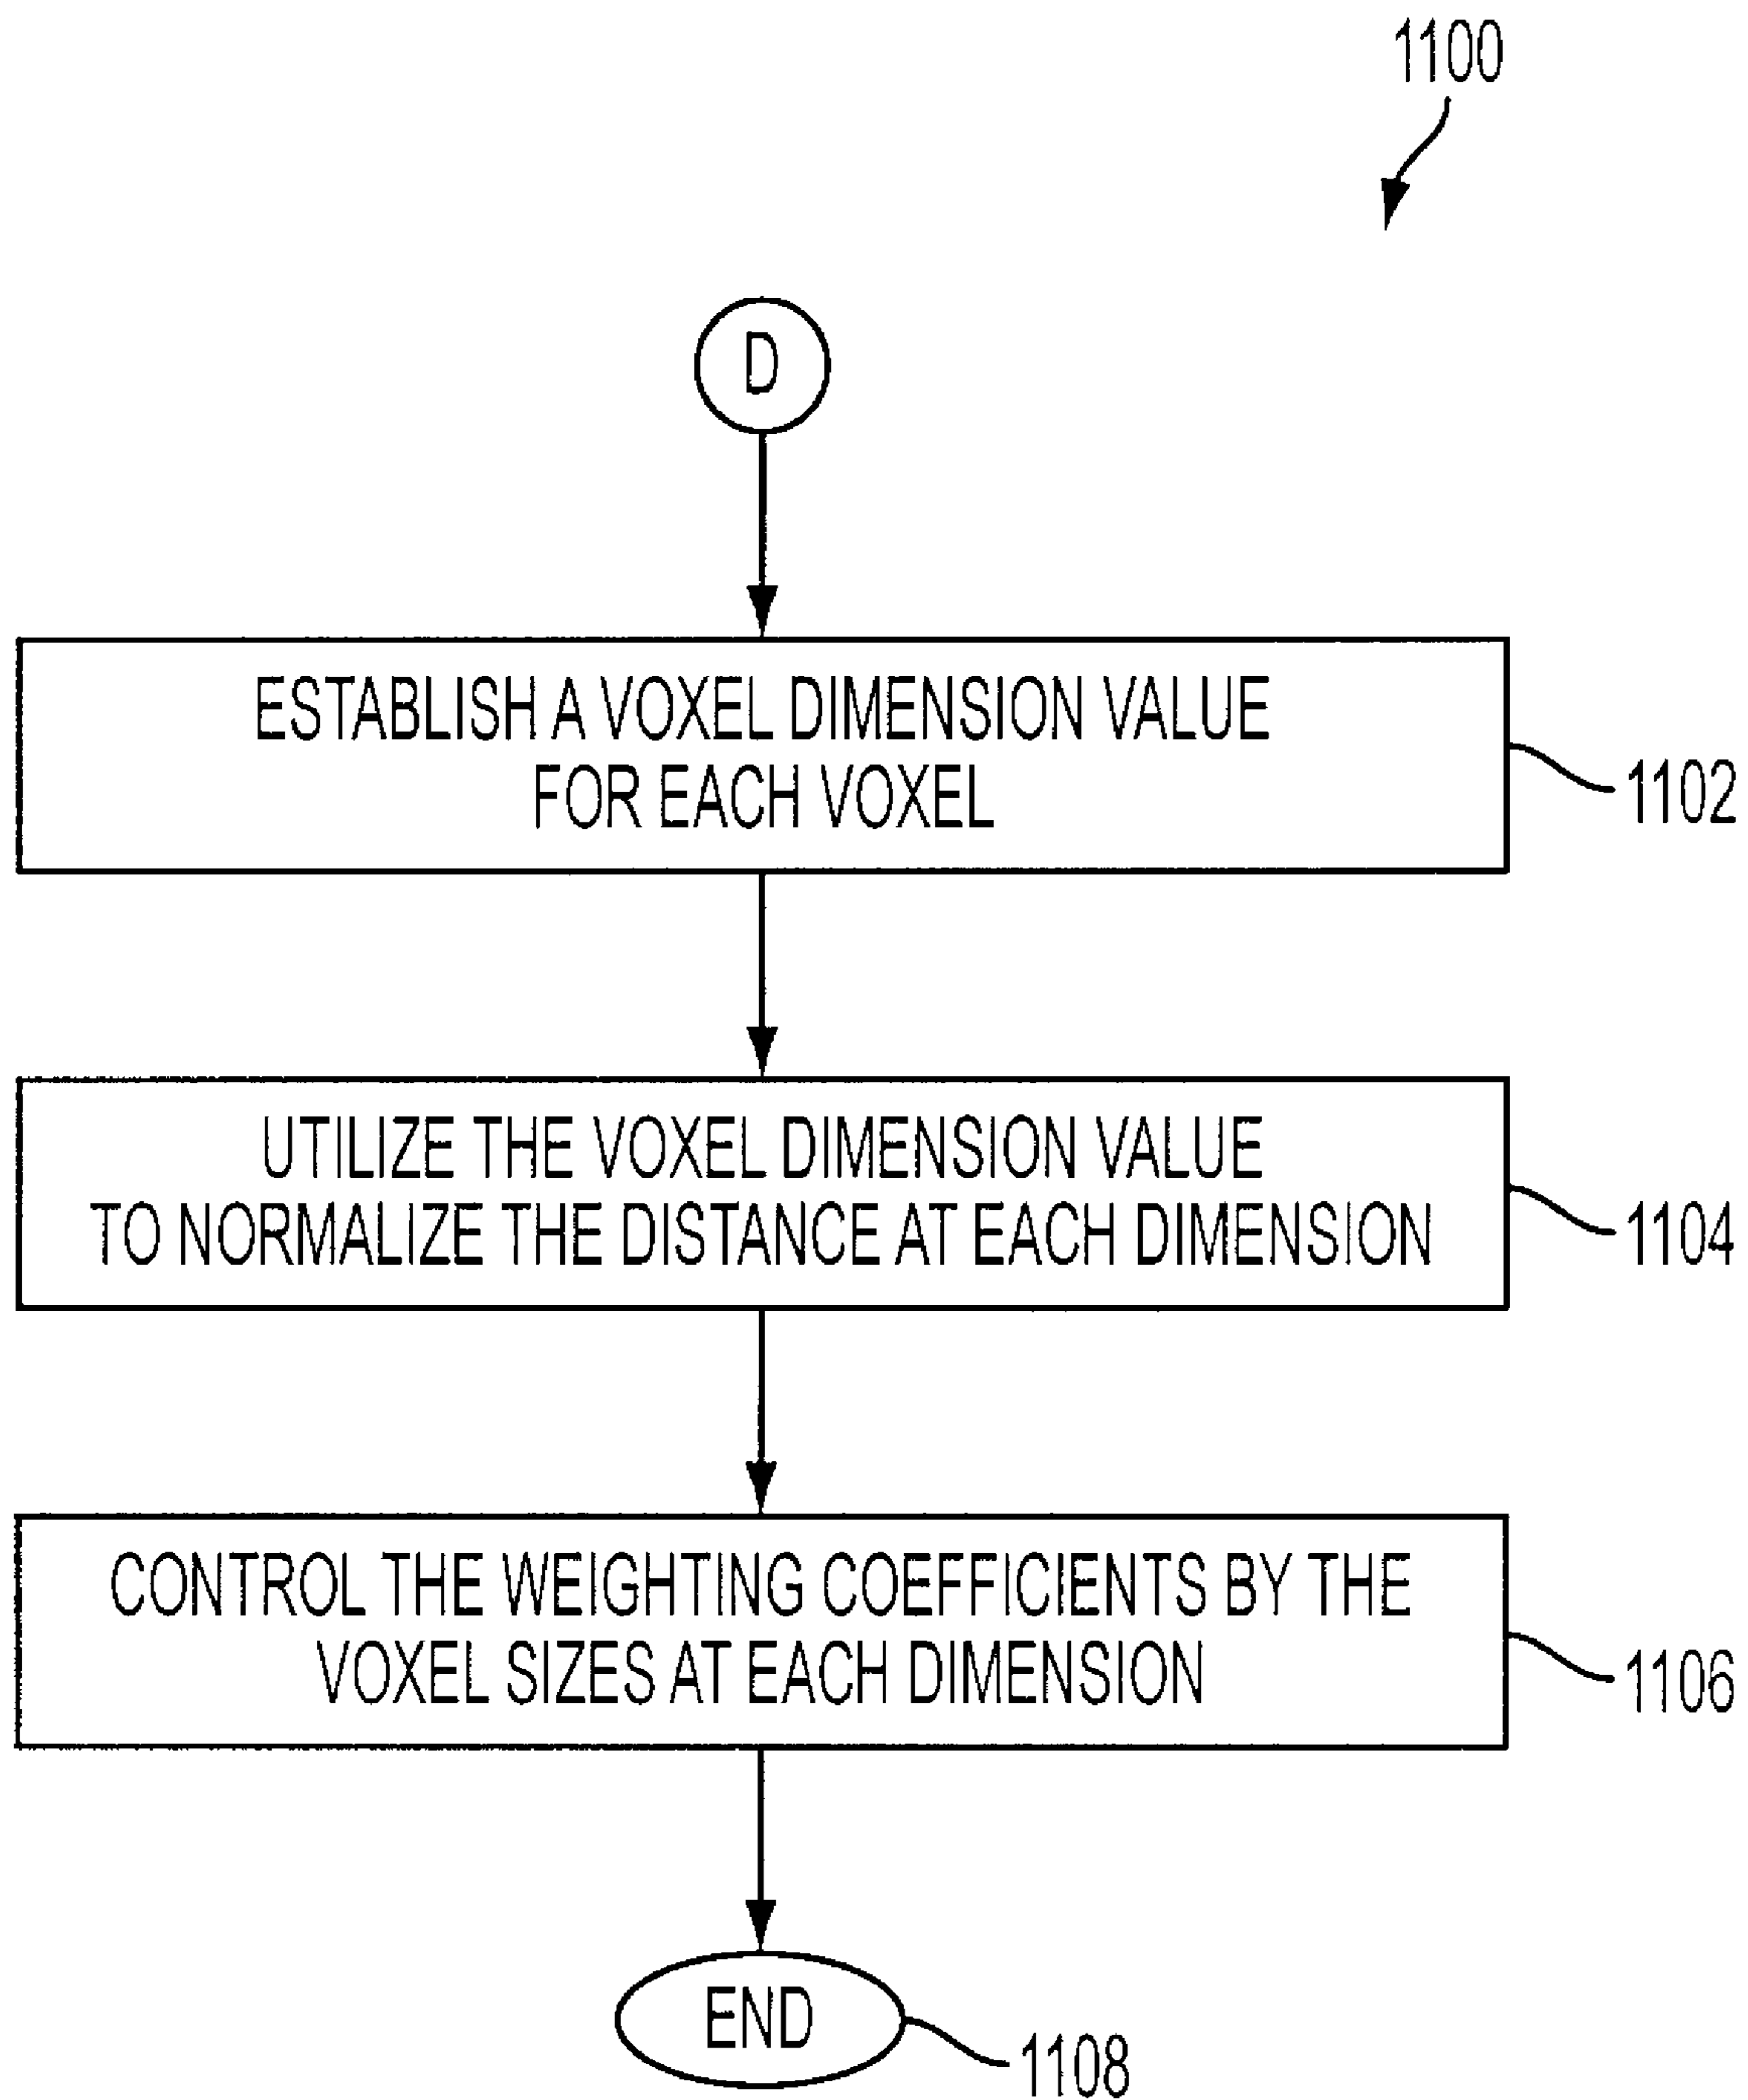 1100
D
ESTABLISH A VOXEL DIMENSION VALUE
FOR EACH VOXEL
1102
UTILIZE THE VOXEL DIMENSION VALUE
TO NORMALIZE THE DISTANCE AT EACH DIMENSION
1104
CONTROL THE WEIGHTING COEFFICIENTS BY THE
VOXEL SIZES AT EACH DIMENSION
1106
END
1108